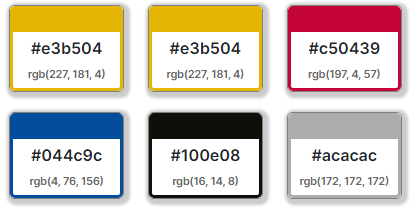 #e3b504
rgb(227, 181, 4)
#e3b504
rgb(227, 181, 4)
#c50439
rgb(197, 4, 57)
#044c9c
rgb(4, 76, 156)
#100e08
rgb(16, 14, 8)
#acacac
rgb(172, 172, 172)